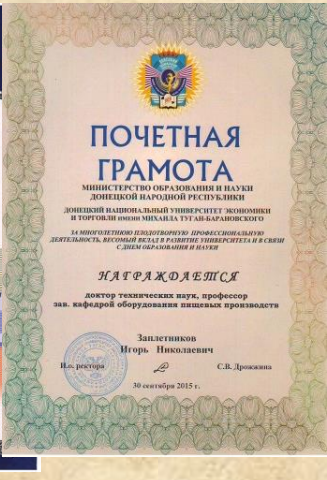 ПОЧЕТНАЯ
ГРАМОТА
МИНИСТЕРСТВО ОБРАЗОВАНИЯ И НАУКИ
ДОНЕЦКОЙ НАРОДНОЙ РЕСПУБЛИКИ
ДОНЕЦКИЙ НАЦИОНАЛЬНЫЙ УНИВЕРСИТЕТ ЭКОНОМИКИ
И ТОРГОВЛИ ИМЕНИ МИХАИЛА ТУГАН-БАРАНОВСКОГО
ЗА МНОГОЛЕТНЮЮ ПЛОДОТВОРНУЮ ПРОФЕССИОНАЛЬНУЮ
ДЕЯТЕЛЬНОСТЬ, ВЕСОМЫЙ ВКЛАД В РАЗВИТИЕ УНИВЕРСИТЕТА И В СВЯЗИ
С ДНЕМ ОБРАЗОВАНИЯ И НАУКИ
НАГРАЖДАЕТСЯ
доктор технических наук, профессор
зав. кафедрой оборудования пищевых производств
Заплетников
Игорь Николаевич
И.о. ректора С.В. Дрожжина
30 сентября 2015 г.